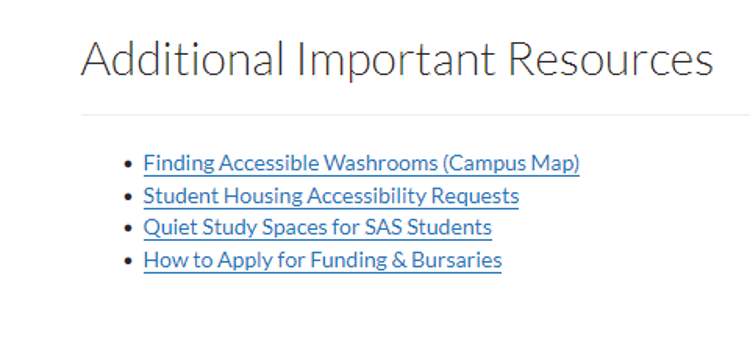 Additional Important Resources
• Finding Accessible Washrooms (Campus Map)
• Student Housing Accessibility Requests
• Quiet Study Spaces for SAS Students
• How to Apply for Funding & Bursaries